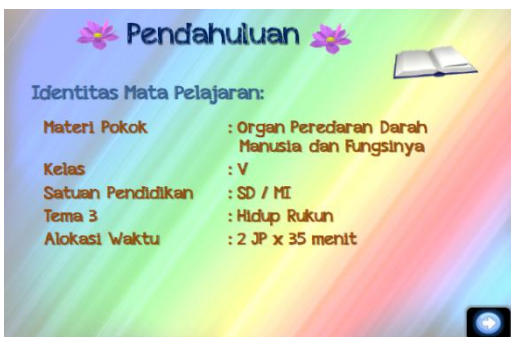 Pendahuluan
Identitas Mata Pelajaran:
Materi Pokok : Organ Peredaran Darah
Manusia dan Fungsinya
Kelas : V
Satuan Pendidikan : SD / MI
Tema 3 : Hidup Rukun
Alokasi Waktu : 2 JP x 35 menit